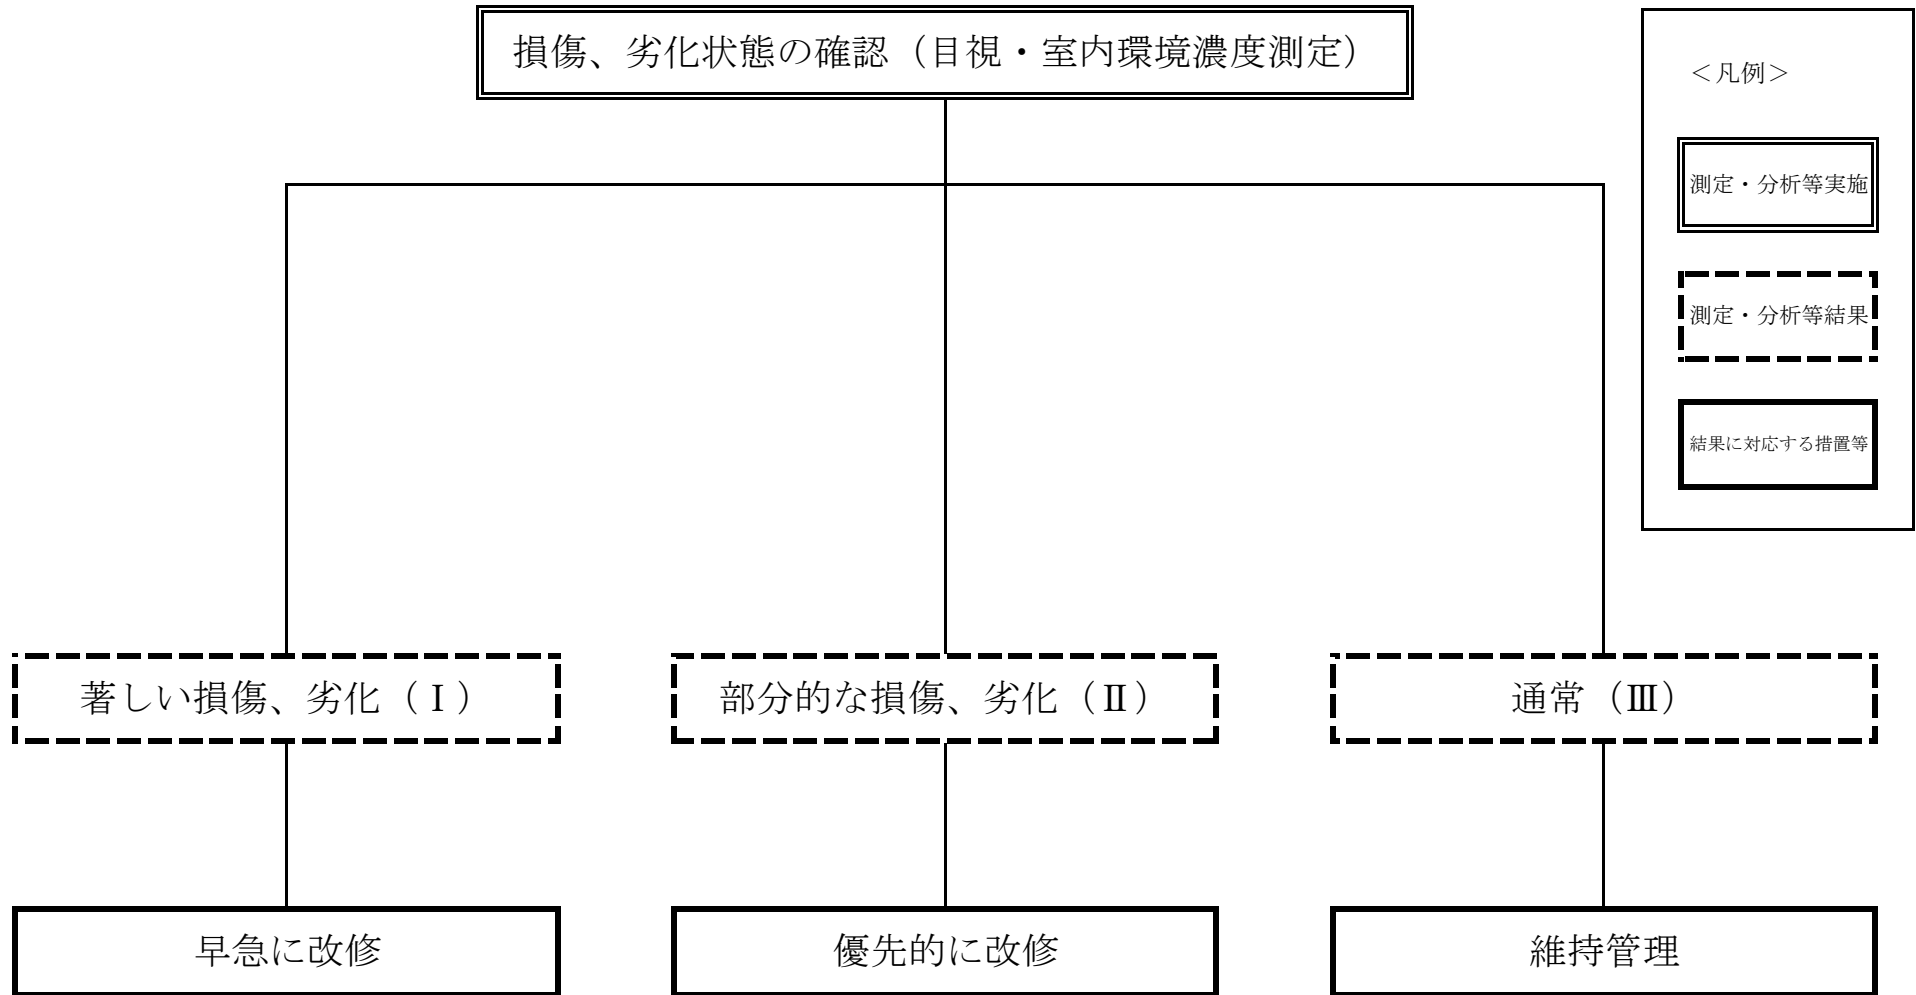 損傷、劣化状態の確認（目視・室内環境濃度測定）
＜凡例＞
測定・分析等実施
測定・分析等結果
結果に対応する措置等
著しい損傷、劣化（Ⅰ）
部分的な損傷、劣化（Ⅱ）
通常（Ⅲ）
早急に改修
優先的に改修
維持管理